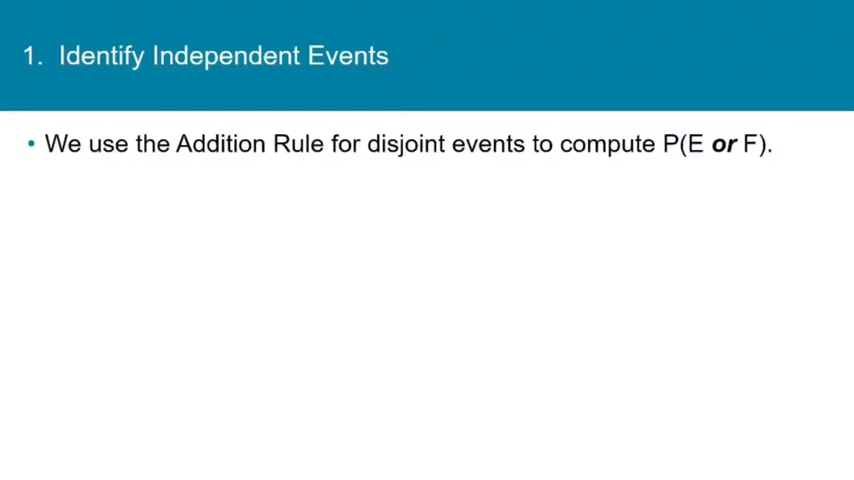 1. Identify Independent Events
• We use the Addition Rule for disjoint events to compute P(E or F).